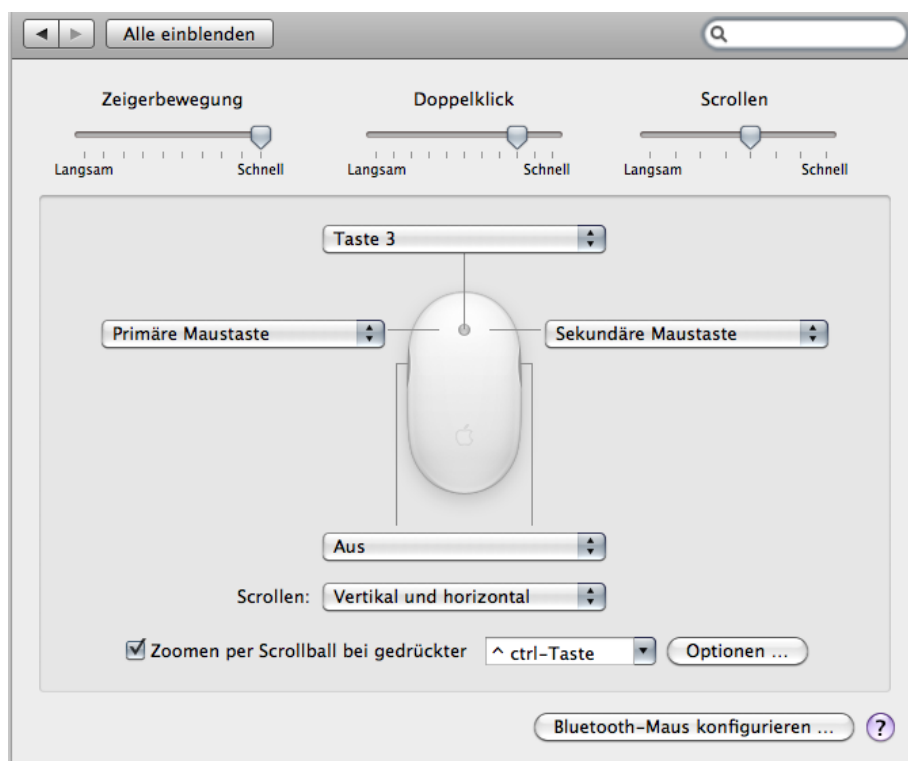 Alle einblenden
Zeigerbewegung Doppelklick Scrollen
Langsam Schnell Langsam Schnell Langsam Schnell
Taste 3
Primäre Maustaste Sekundäre Maustaste
Aus
Scrollen: Vertikal und horizontal
Zoomen per Scrollball bei gedrückter ^ ctrl-Taste Optionen ...
Bluetooth-Maus konfigurieren ... ?